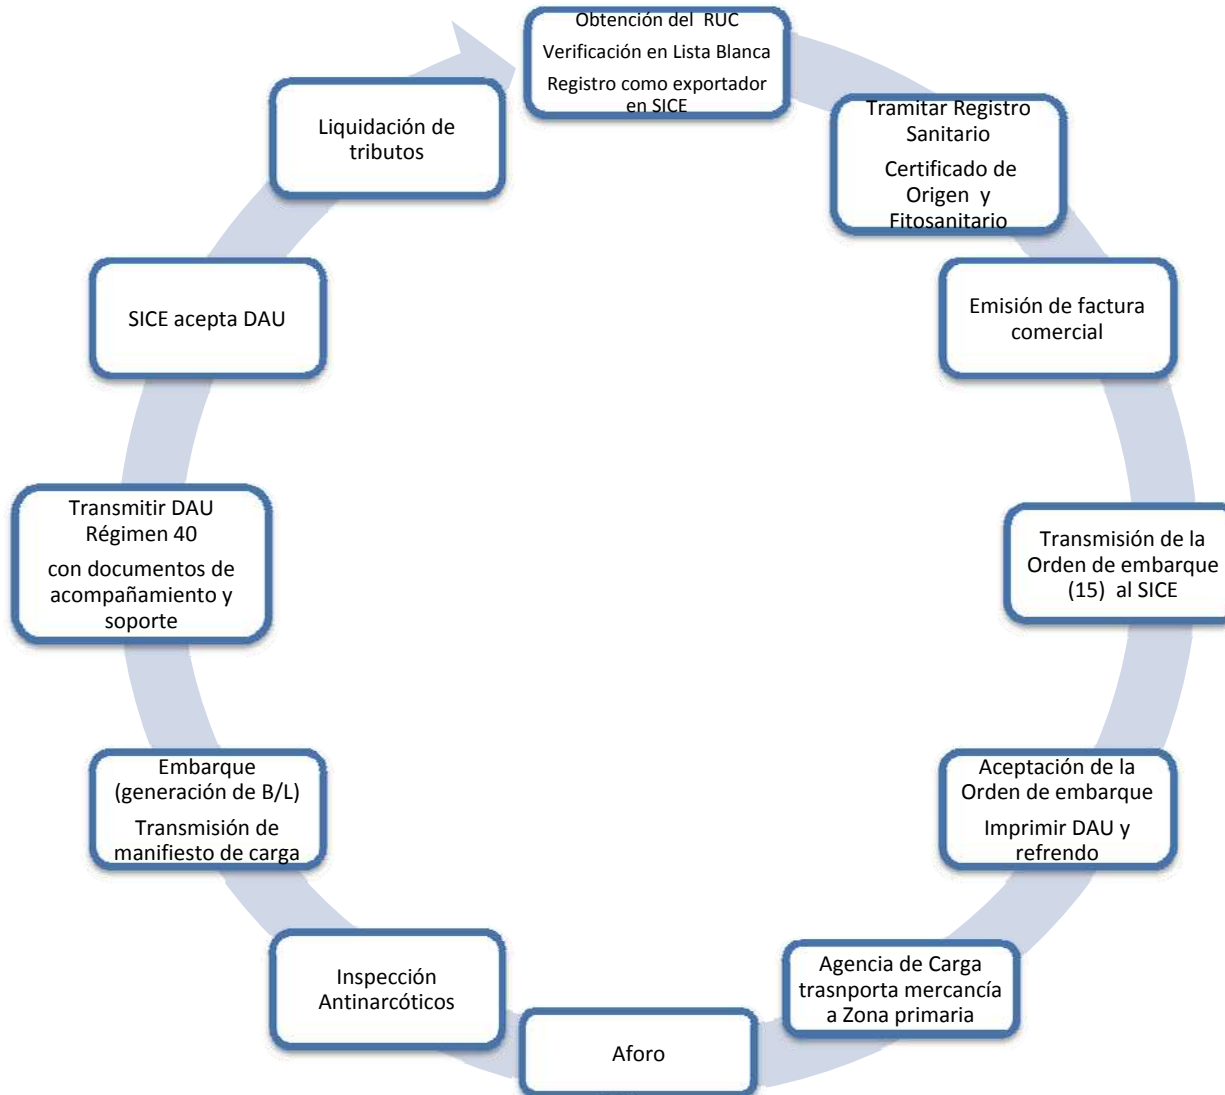 Obtención del RUC
Verificación en Lista Blanca
Registro como exportador
en SICE
Tramitar Registro
Sanitario
Certificado de
Origen y
Fitosanitario
Emisión de factura
comercial
Transmisión de la
Orden de embarque
(15) al SICE
Aceptación de la
Orden de embarque
Imprimir DAU y
refrendo
Agencia de Carga
trasnporta mercancía
a Zona primaria
Aforo
Inspección
Antinarcóticos
Embarque
(generación de B/L)
Transmisión de
manifiesto de carga
Transmitir DAU
Régimen 40
con documentos de
acompañamiento y
soporte
SICE acepta DAU
Liquidación de
tributos